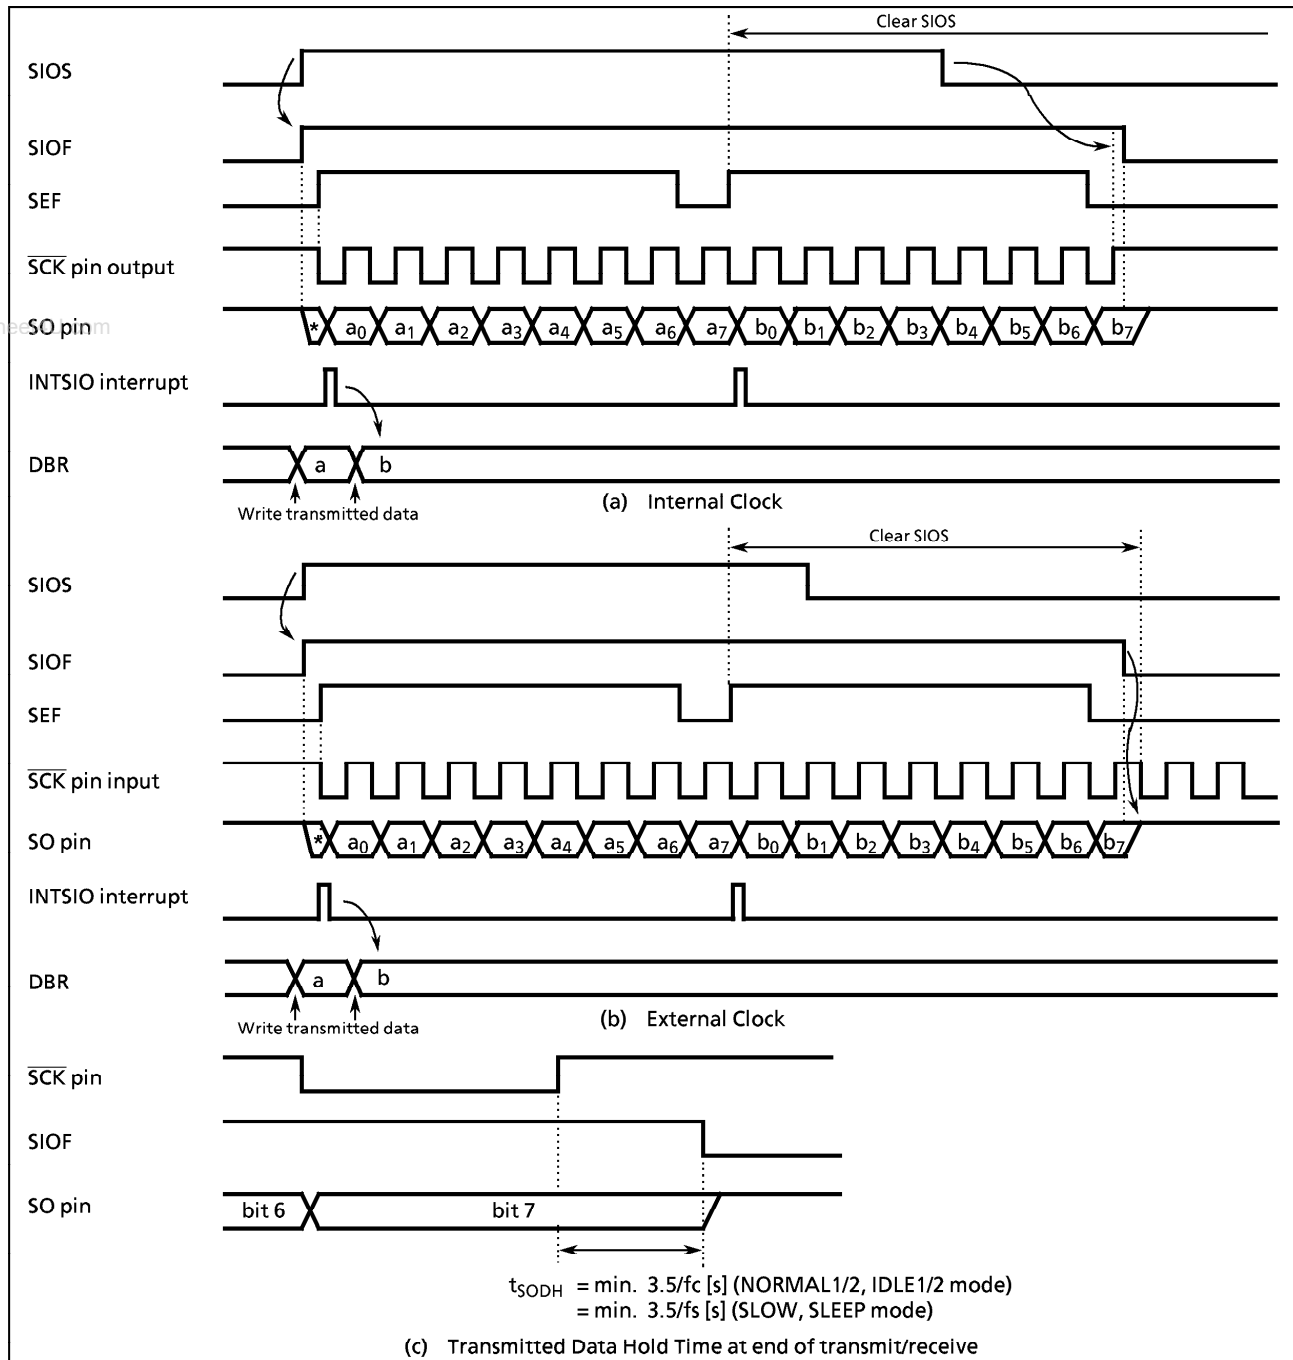 Clear SIOS
SIOS
SIOF
SEF
SCK pin output
SO pin * a0 a1 a2 a3 a4 a5 a6 a7 b0 b1 b2 b3 b4 b5 b6 b7
INTSIO interrupt
DBR a b
Write transmitted data
(a) Internal Clock
Clear SIOS
SIOS
SIOF
SEF
SCK pin input
SO pin * a0 a1 a2 a3 a4 a5 a6 a7 b0 b1 b2 b3 b4 b5 b6 b7
INTSIO interrupt
DBR a b
Write transmitted data
(b) External Clock
SCK pin
SIOF
SO pin bit 6 bit 7
tSODH = min. 3.5/fc [s] (NORMAL1/2, IDLE1/2 mode)
= min. 3.5/fs [s] (SLOW, SLEEP mode)
(c) Transmitted Data Hold Time at end of transmit/receive